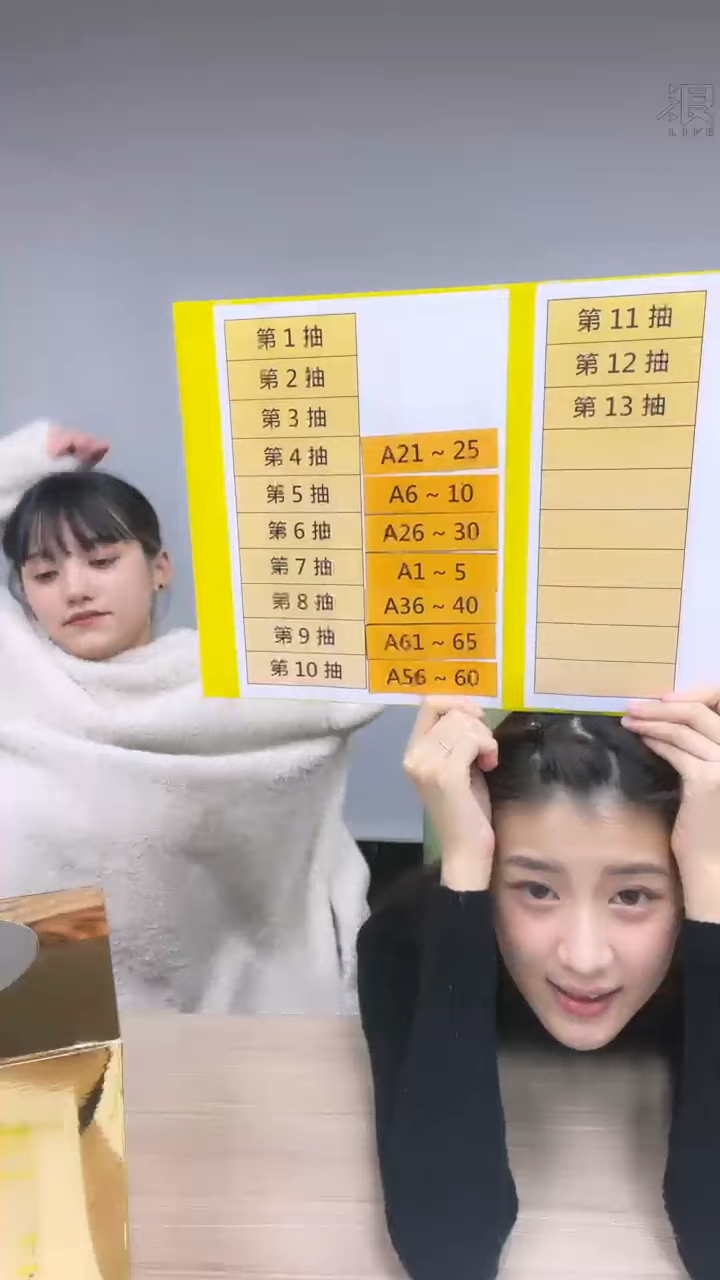 浪
LIVE
第 1 抽
第 2 抽
第 3 抽
第 4 抽 A21 ~ 25
第 5 抽 A6 ~ 10
第 6 抽 A26 ~ 30
第 7 抽 A1 ~ 5
第 8 抽 A36 ~ 40
第 9 抽 A61 ~ 65
第 10 抽 A56 ~ 60
第 11 抽
第 12 抽
第 13 抽